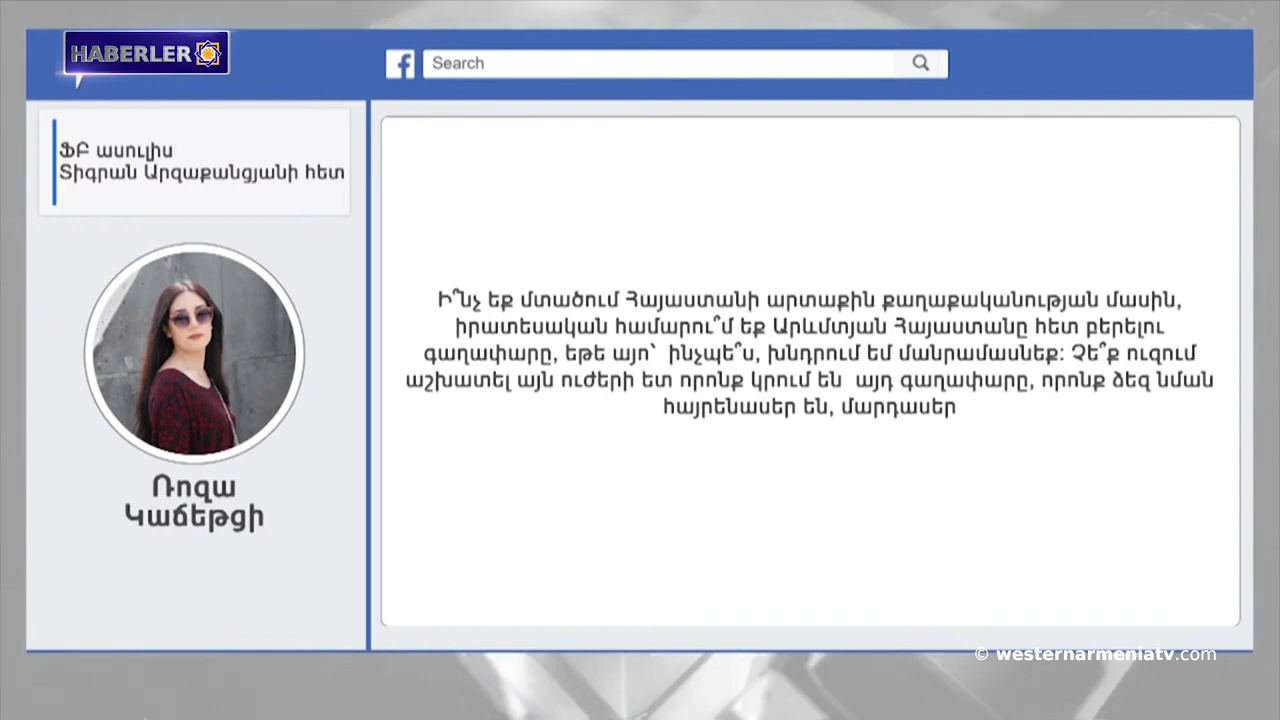 HABERLER
Search
ՖԲ ասուլիս
Տիգրան Արզաքանցյանի հետ
Ռոզա
Կաճեթցի
Ի՞նչ եք մտածում Հայաստանի արտաքին քաղաքականության մասին,
իրատեսական համարու՞մ եք Արևմտյան Հայաստանը հետ բերելու
գաղափարը, եթե այո՝ ինչպե՞ս, խնդրում եմ մանրամասնեք: Չե՞ք ուզում
աշխատել այն ուժերի ետ որոնք կրում են այդ գաղափարը, որոնք ձեզ նման
հայրենասեր են, մարդասեր
© westernarmeniatv.com